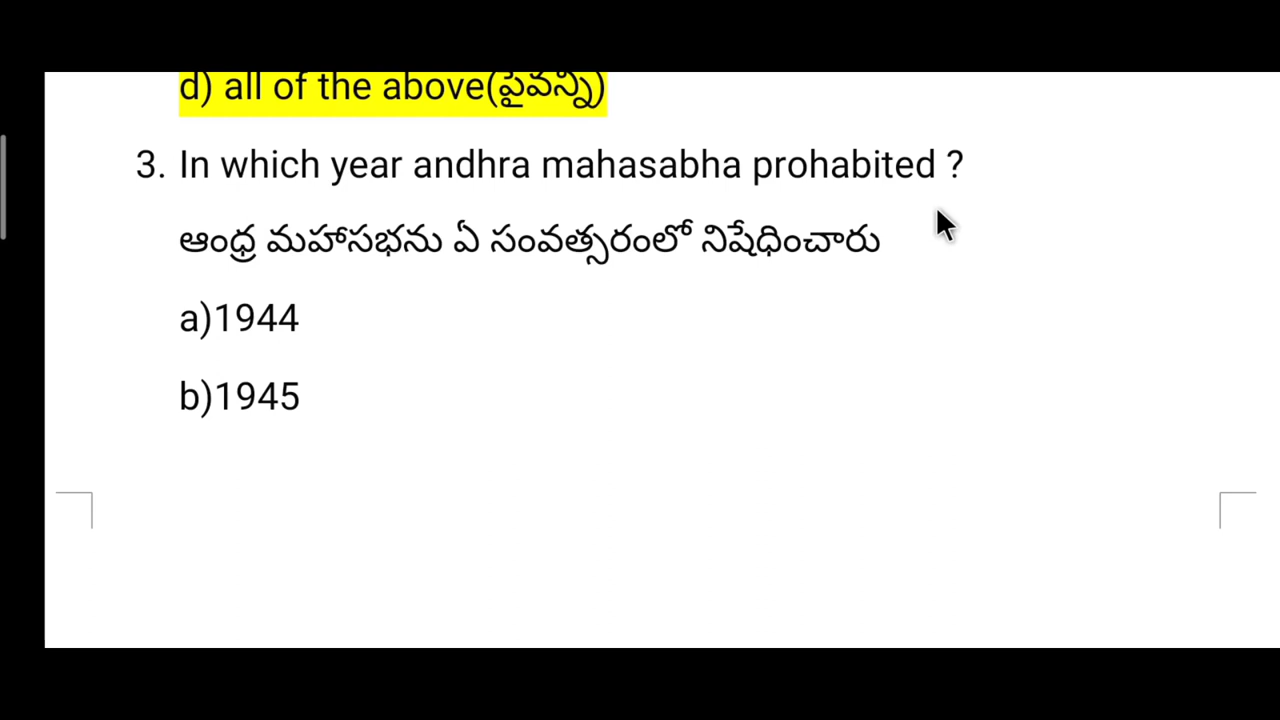 d) all of the above(పైవన్ని)
3. In which year andhra mahasabha prohabited ?
ఆంధ్ర మహాసభను ఏ సంవత్సరంలో నిషేధించారు
a)1944
b)1945